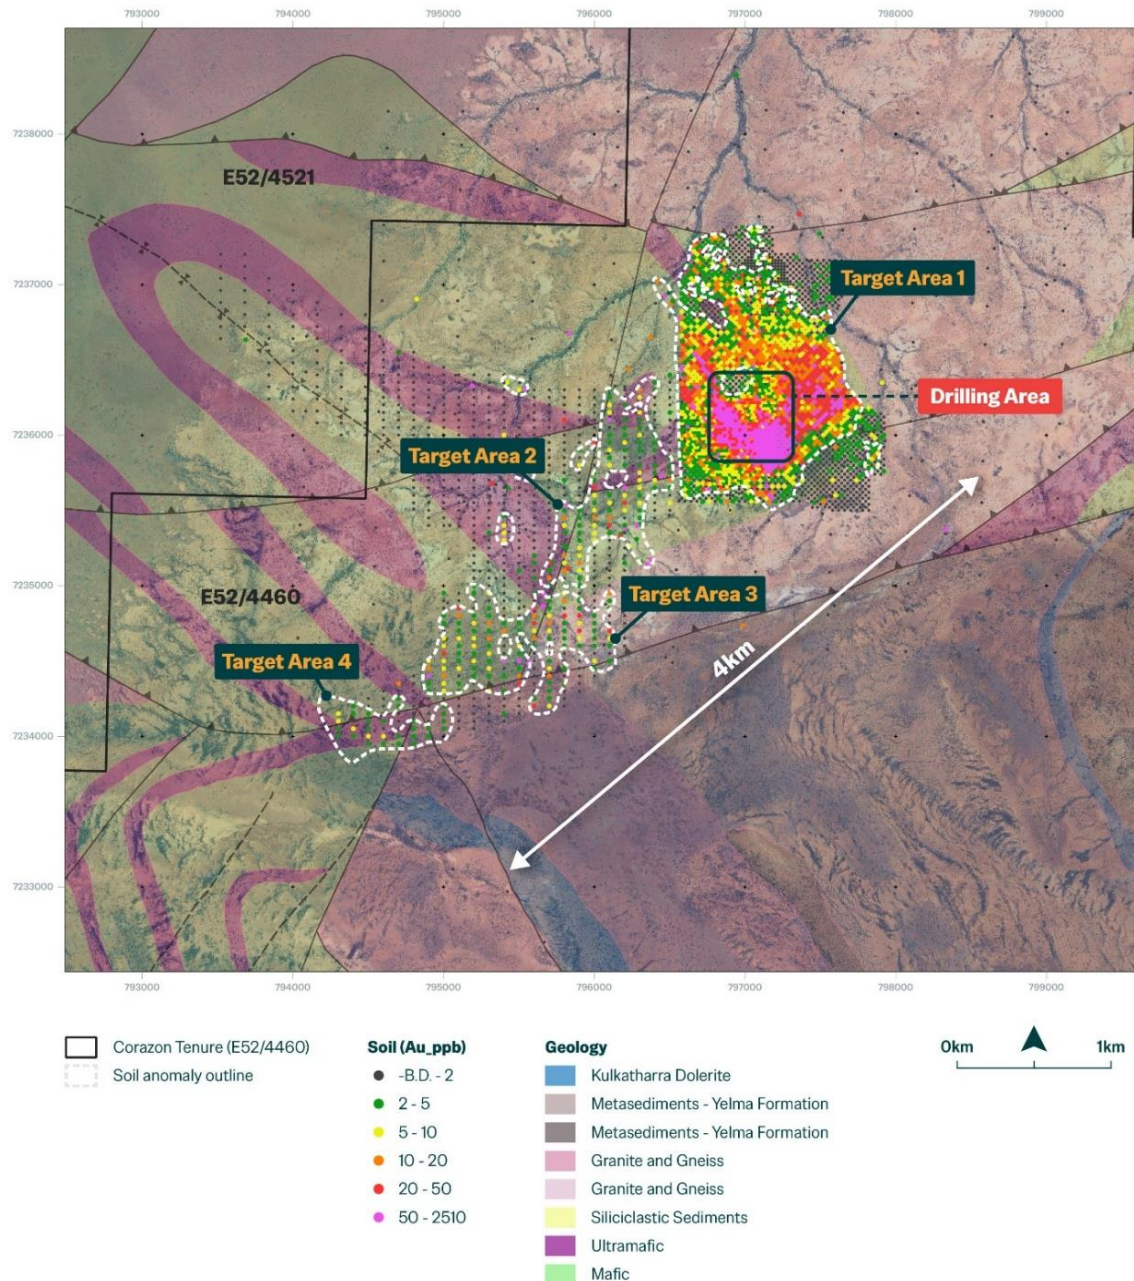 793000 794000 795000 796000 797000 798000 799000
7238000
E52/4521
7237000
Target Area 1
Drilling Area
7236000
Target Area 2
7235000
E52/4460
Target Area 3
Target Area 4
4km
7234000
7233000
793000 794000 795000 796000 797000 798000 799000
Corazon Tenure (E52/4460)
Soil anomaly outline
Soil (Au_ppb)
-B.D. - 2
2 - 5
5 - 10
10 - 20
20 - 50
50 - 2510
Geology
Kulkatharra Dolerite
Metasediments - Yelma Formation
Metasediments - Yelma Formation
Granite and Gneiss
Granite and Gneiss
Siliciclastic Sediments
Ultramafic
Mafic
0km 1km